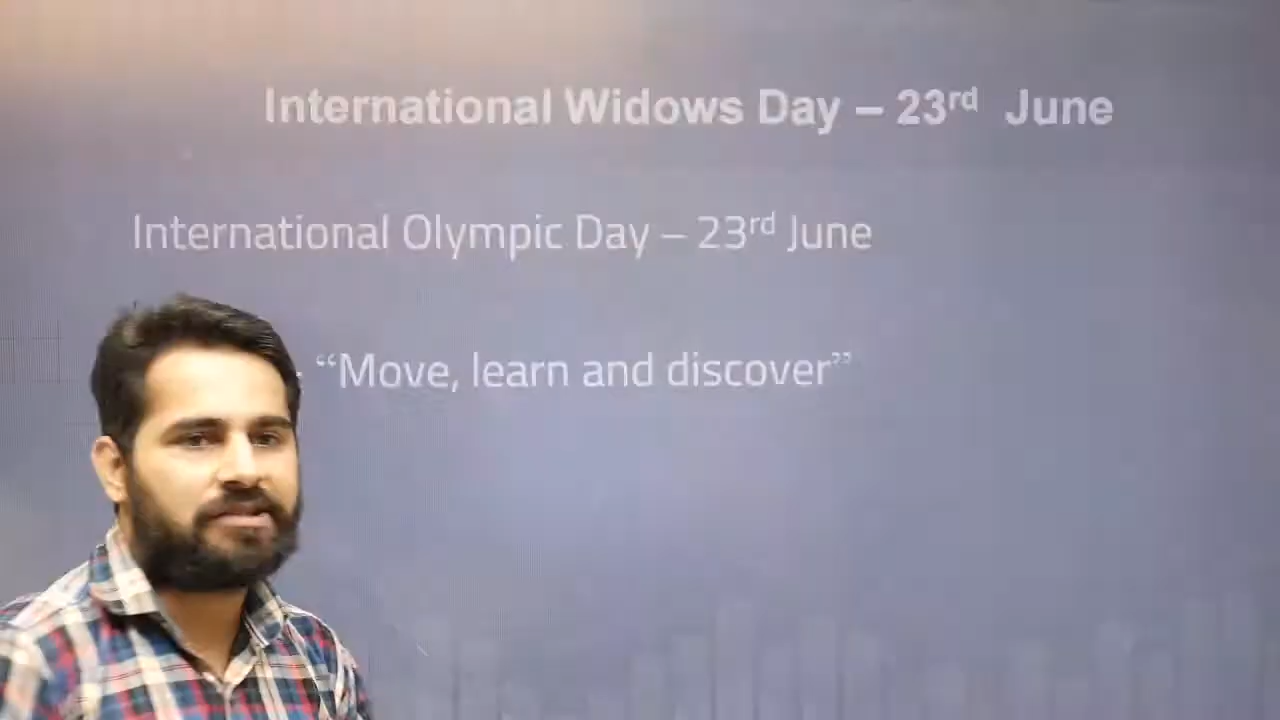 International Widows Day – 23rd June
International Olympic Day – 23rd June
- “Move, learn and discover”